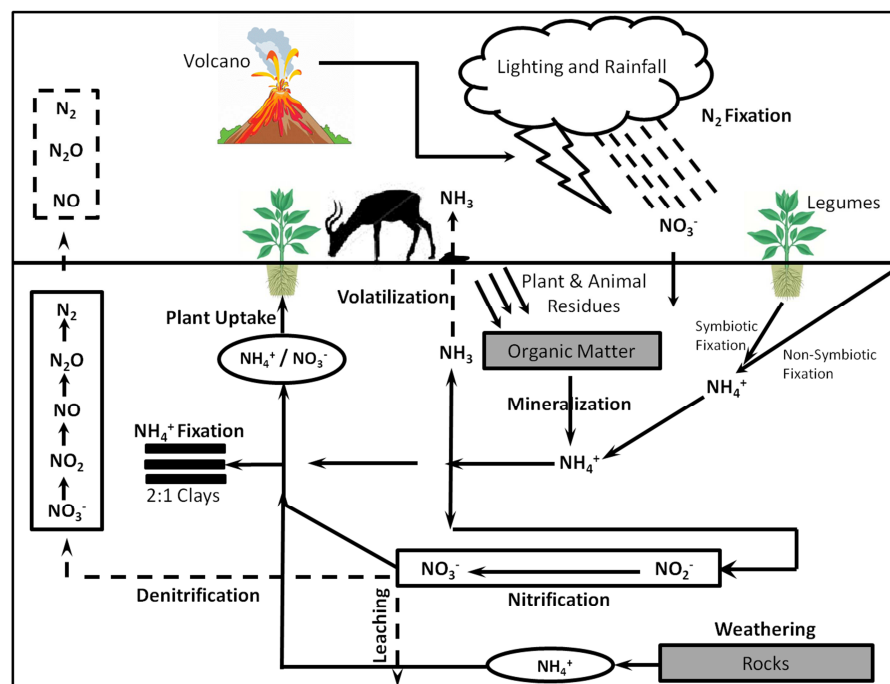 Volcano
Lighting and Rainfall
N₂ Fixation
N₂
N₂O
NO
NH₃
NO₃⁻
Legumes
Volatilization
Plant & Animal
Residues
Plant Uptake
NH₄⁺ / NO₃⁻
NH₃
Organic Matter
Symbiotic
Fixation
Non-Symbiotic
Fixation
NH₄⁺
Mineralization
NH₄⁺
N₂
N₂O
NO
NO₂
NO₃⁻
NH₄⁺ Fixation
2:1 Clays
NO₃⁻
NO₂⁻
Nitrification
Denitrification
Leaching
Weathering
NH₄⁺
Rocks